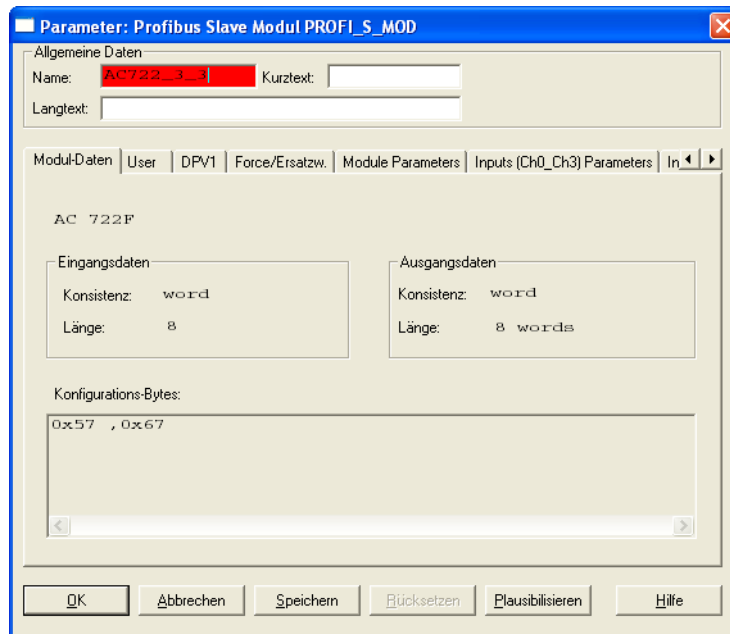 Parameter: Profibus Slave Modul PROFI_S_MOD
Allgemeine Daten
Name: AC722_3_3 Kurztext:
Langtext:
Modul-Daten User DPV1 Force/Ersatzw. Module Parameters Inputs (Ch0_Ch3) Parameters In
AC 722F
Eingangsdaten Ausgangsdaten
Konsistenz: word Konsistenz: word
Länge: 8 Länge: 8 words
Konfigurations-Bytes:
0x57 ,0x67
OK Abbrechen Speichern Rücksetzen Plausibilisieren Hilfe